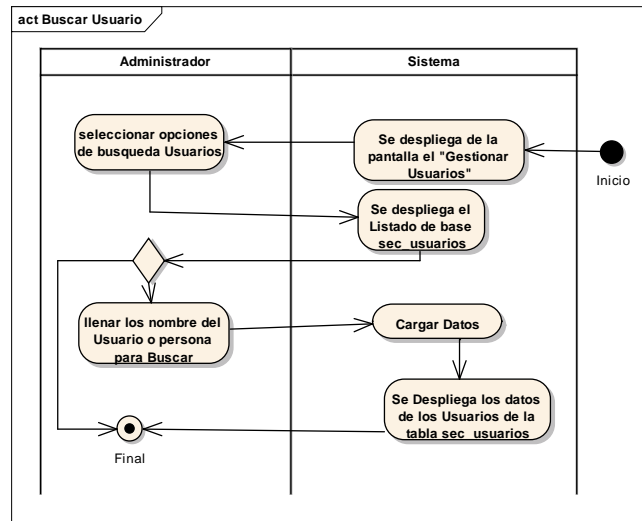 act Buscar Usuario
Administrador
Sistema
seleccionar opciones
de busqueda Usuarios
Se despliega de la
pantalla el "Gestionar
Usuarios"
Inicio
Se despliega el
Listado de base
sec_usuarios
llenar los nombre del
Usuario o persona
para Buscar
Cargar Datos
Se Despliega los datos
de los Usuarios de la
tabla sec_usuarios
Final